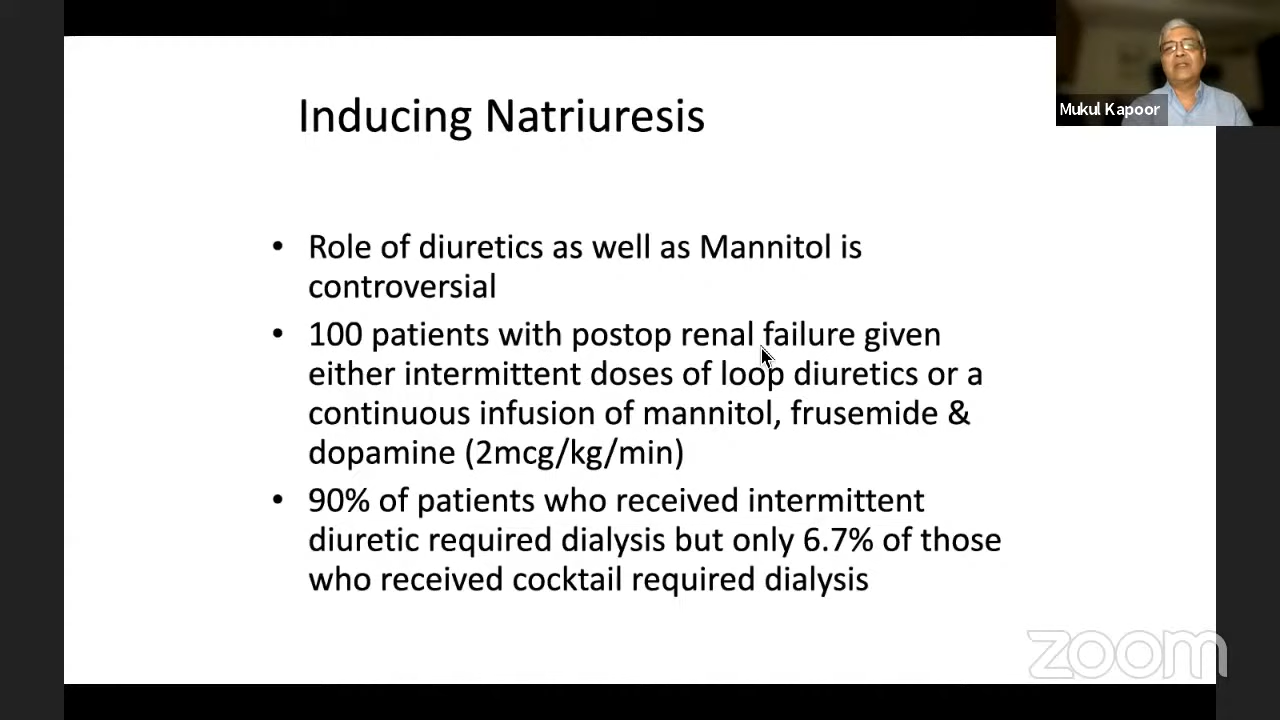 Inducing Natriuresis
Mukul Kapoor
• Role of diuretics as well as Mannitol is
controversial
• 100 patients with postop renal failure given
either intermittent doses of loop diuretics or a
continuous infusion of mannitol, frusemide &
dopamine (2mcg/kg/min)
• 90% of patients who received intermittent
diuretic required dialysis but only 6.7% of those
who received cocktail required dialysis
zoom